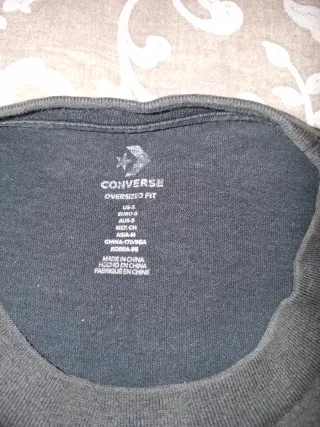 CONVERSE
OVERSIZED FIT
US-S
EURO-S
AUS-S
MEX-CH
ASIA-M
CHINA-170/96A
KOREA-95
MADE IN CHINA
HECHO EN CHINA
FABRIQUÉ EN CHINE